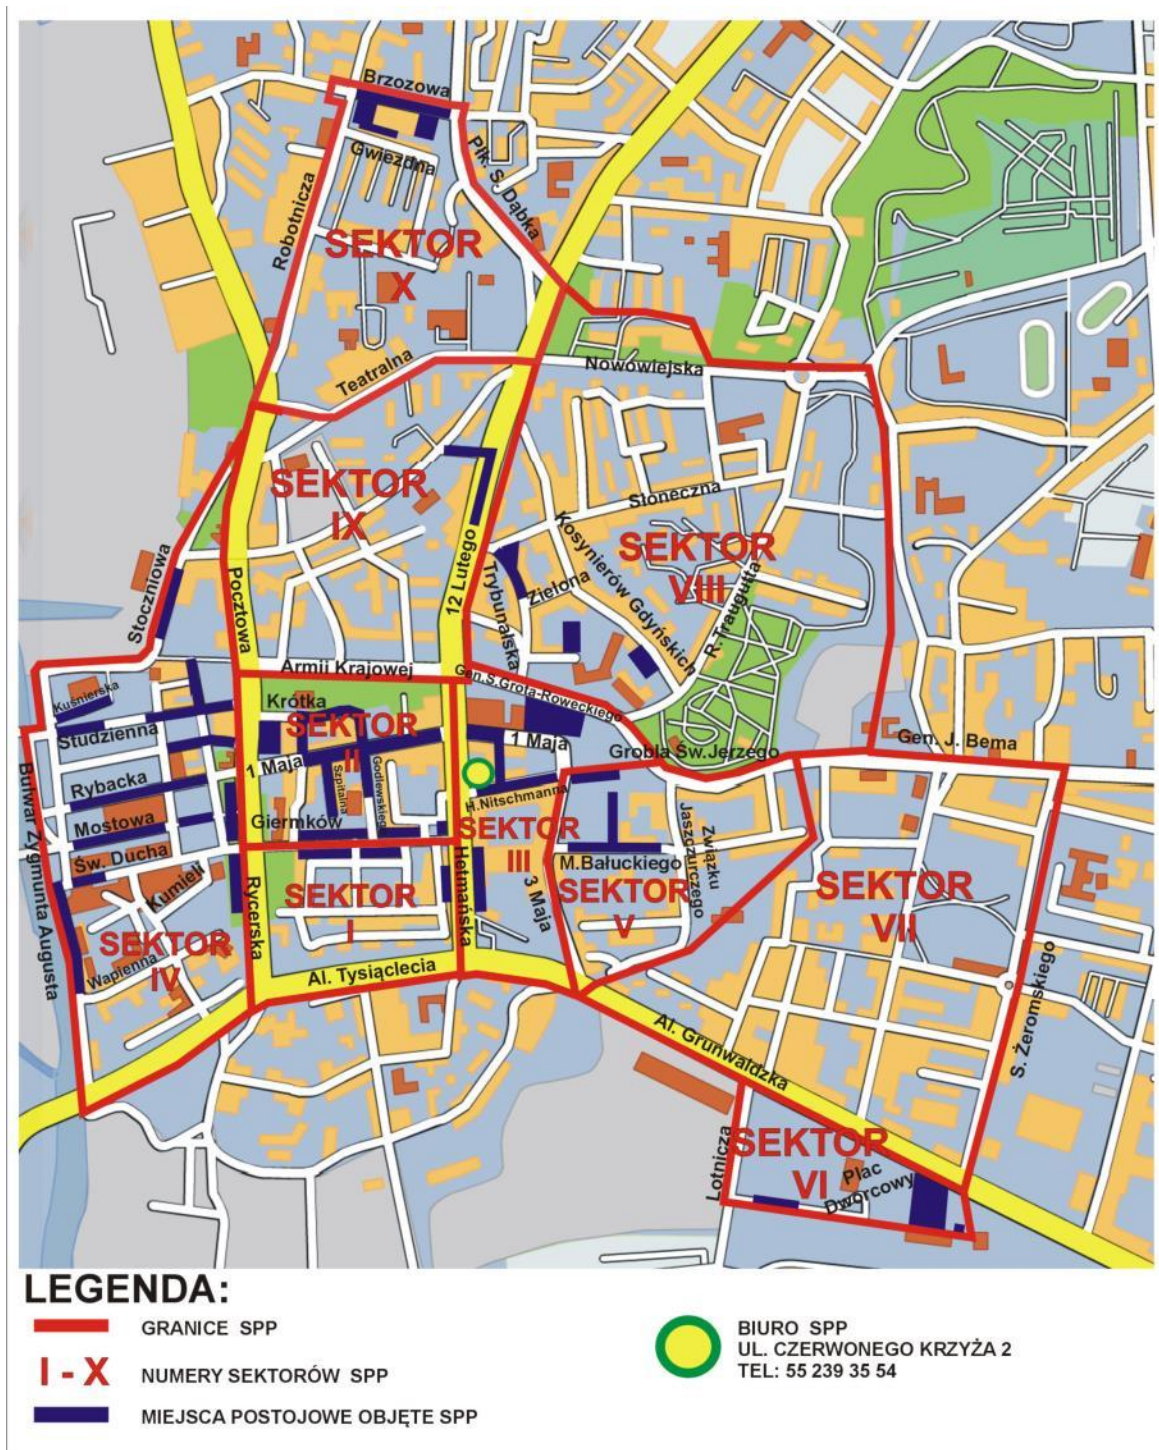 Brzozowa
Gwiezdna
Płk. S. Dąbka
Robotnicza
SEKTOR
X
Teatralna
Nowowiejska
SEKTOR
IX
Słoneczna
Kosynierów Gdyńskich
SEKTOR
VIII
12 Lutego
Trybunalska
Zielona
R.Traugutta
Stoczniowa
Pocztowa
Armii Krajowej
Gen.S.Grota-Roweckiego
Kuśnierska
Krótka
Studzienna
SEKTOR
II
1 Maja
1 Maja
Grobla Św.Jerzego
Gen. J. Bema
Szpitalna
Godlewskiego
Rybacka
H.Nitschmanna
Bulwar Zygmunta Augusta
Mostowa
Giermków
SEKTOR
III
Św. Ducha
Kumieli
M.Bałuckiego
Związku
Jaszczurczego
Rycerska
SEKTOR
I
Hetmańska
3 Maja
SEKTOR
V
SEKTOR
VII
SEKTOR
IV
Wapienna
Al. Tysiąclecia
S. Żeromskiego
Al. Grunwaldzka
Lotnicza
SEKTOR
VI
Plac
Dworcowy
LEGENDA:
GRANICE SPP
I - X NUMERY SEKTORÓW SPP
MIEJSCA POSTOJOWE OBJĘTE SPP
BIURO SPP
UL. CZERWONEGO KRZYŻA 2
TEL: 55 239 35 54